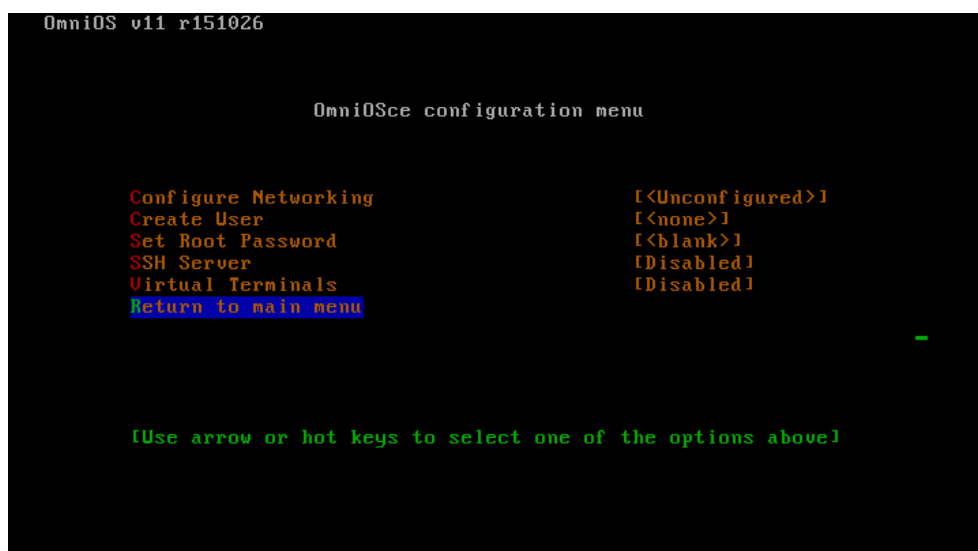 OmniOS v11 r151026
OmniOSce configuration menu
Configure Networking [<Unconfigured>]
Create User [<none>]
Set Root Password [<blank>]
SSH Server [Disabled]
Virtual Terminals [Disabled]
Return to main menu
[Use arrow or hot keys to select one of the options above]